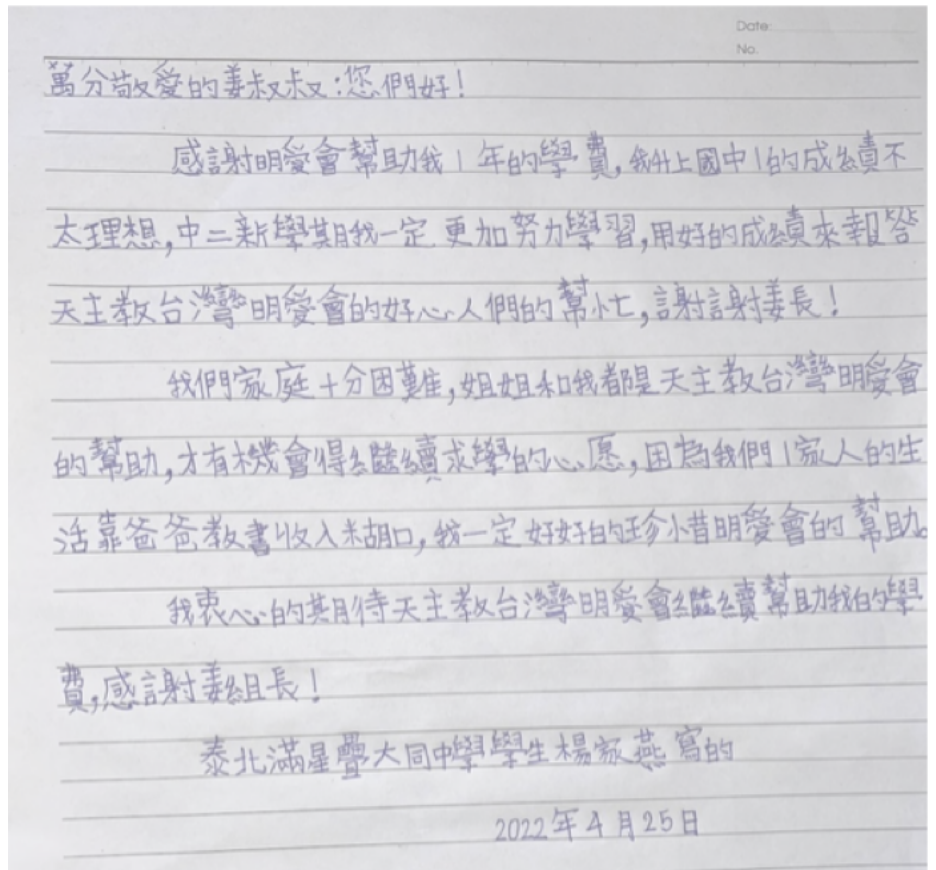 Date:
No.
萬分敬愛的姜叔叔:您們好!
感謝明愛會幫助我1年的學費,我升上國中1的成績不
太理想,中二新學期我一定更加努力學習,用好的成績來報答
天主教台灣明愛會的好心人們的幫忙,謝謝姜長!
我們家庭十分困難,姐姐和我都是天主教台灣明愛會
的幫助,才有機會得繼續求學的心愿,因為我們1家人的生
活靠爸爸教書收入糊口,我一定好好的珍惜明愛會的幫助。
我衷心的期待天主教台灣明愛會繼續幫助我的學
費,感謝姜組長!
泰北滿星疊大同中學學生楊家燕寫的
2022年4月25日